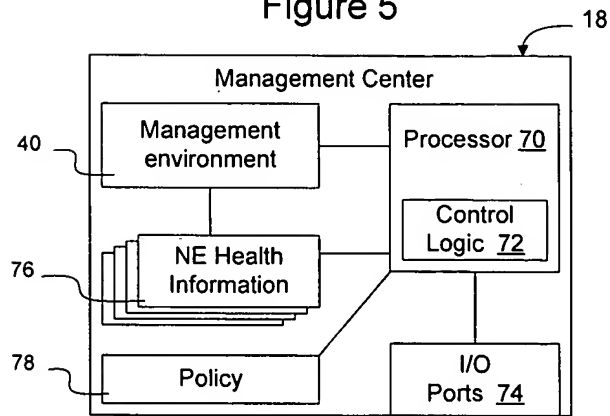 Figure 5
18
Management Center
Management
environment
40
Processor 70
Control
Logic 72
NE Health
Information
76
78
Policy
I/O
Ports 74